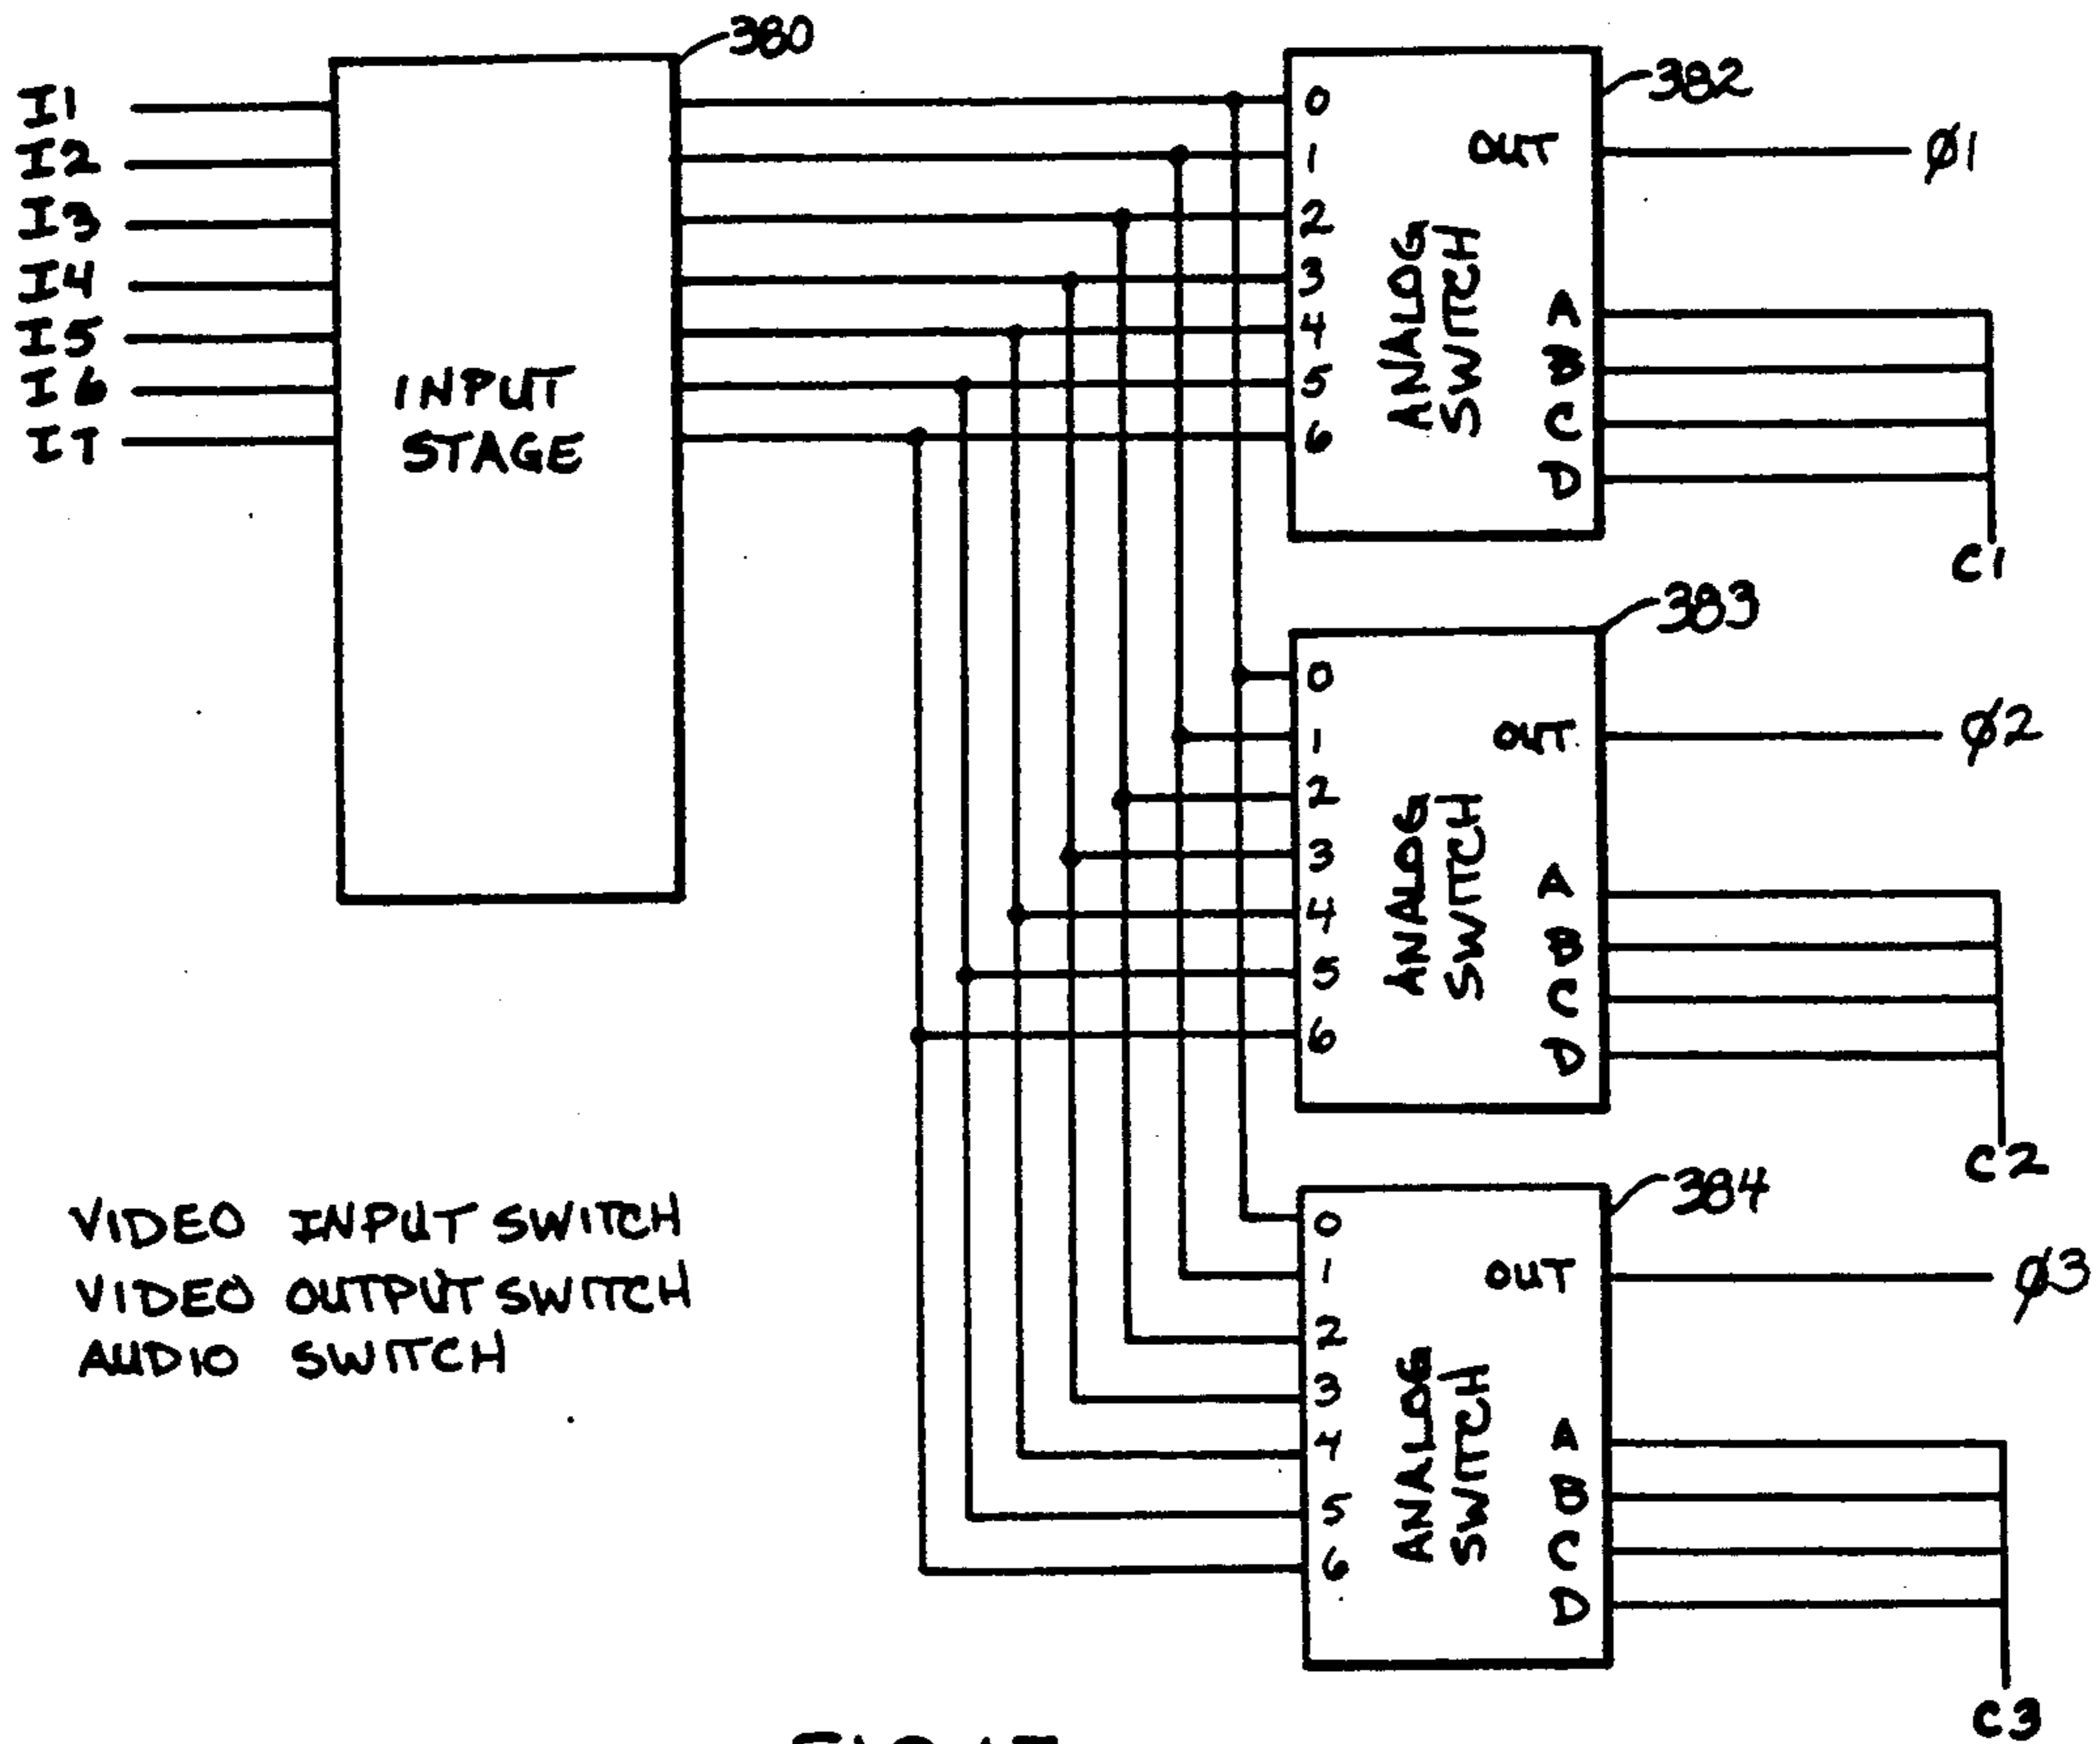 380
I1
I2
I3
I4
I5
I6
I7
INPUT
STAGE
382
0
1
2
3
4
5
6
OUT
ANALOG
SWITCH
A
B
C
D
Ø1
C1
383
0
1
2
3
4
5
6
OUT
ANALOG
SWITCH
A
B
C
D
Ø2
C2
384
0
1
2
3
4
5
6
OUT
ANALOG
SWITCH
A
B
C
D
Ø3
C3
VIDEO INPUT SWITCH
VIDEO OUTPUT SWITCH
AUDIO SWITCH